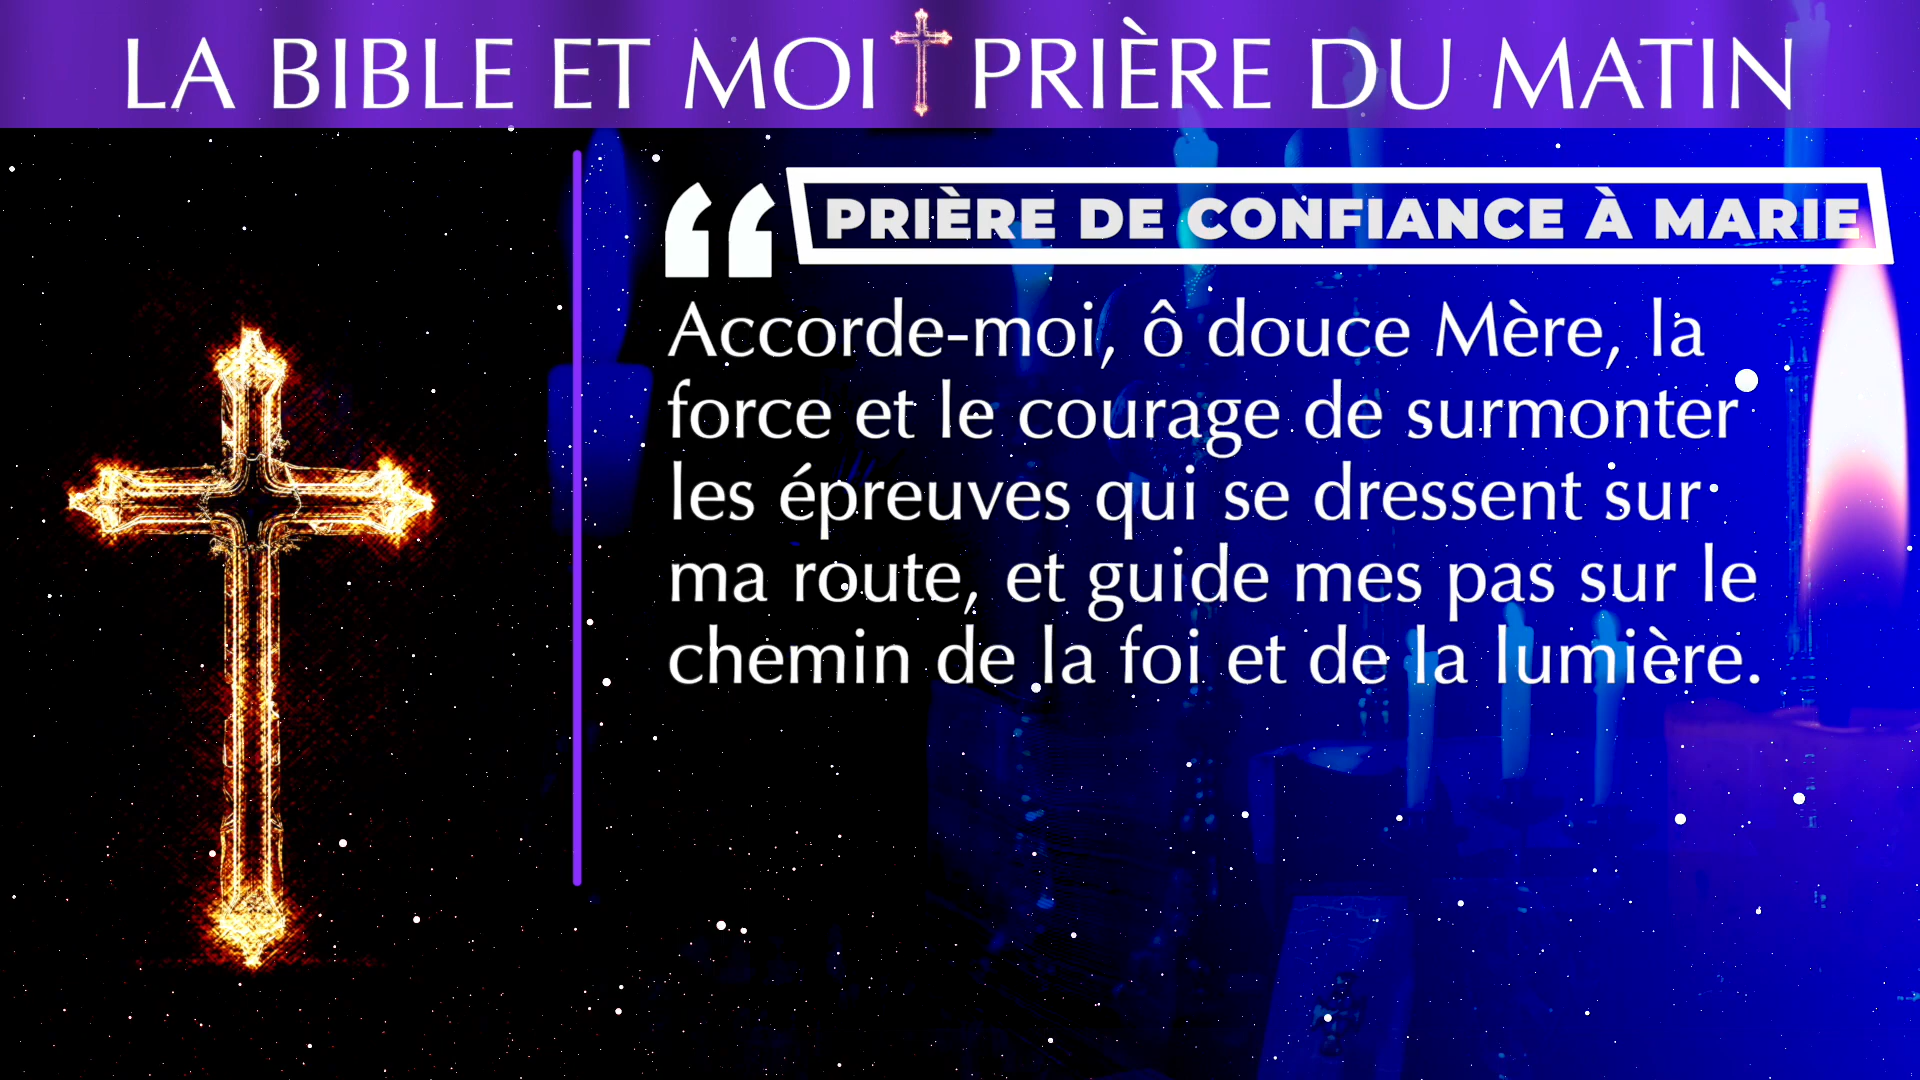 LA BIBLE ET MOI PRIÈRE DU MATIN
PRIÈRE DE CONFIANCE À MARIE
Accorde-moi, ô douce Mère, la
force et le courage de surmonter
les épreuves qui se dressent sur
ma route, et guide mes pas sur le
chemin de la foi et de la lumière.